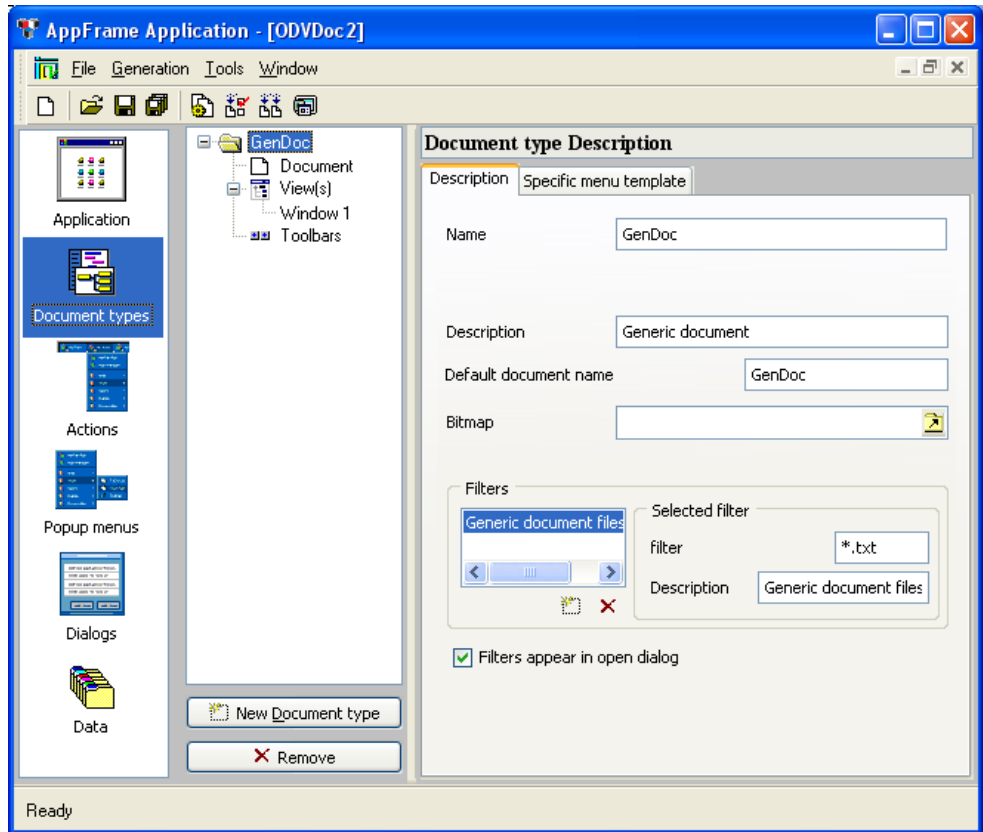 AppFrame Application - [ODVDoc2]
File Generation Tools Window
Application
Document types
Actions
Popup menus
Dialogs
Data
GenDoc
Document
View(s)
Window 1
Toolbars
New Document type
Remove
Document type Description
Description Specific menu template
Name GenDoc
Description Generic document
Default document name GenDoc
Bitmap
Filters
Generic document files
Selected filter
filter *.txt
Description Generic document files
Filters appear in open dialog
Ready